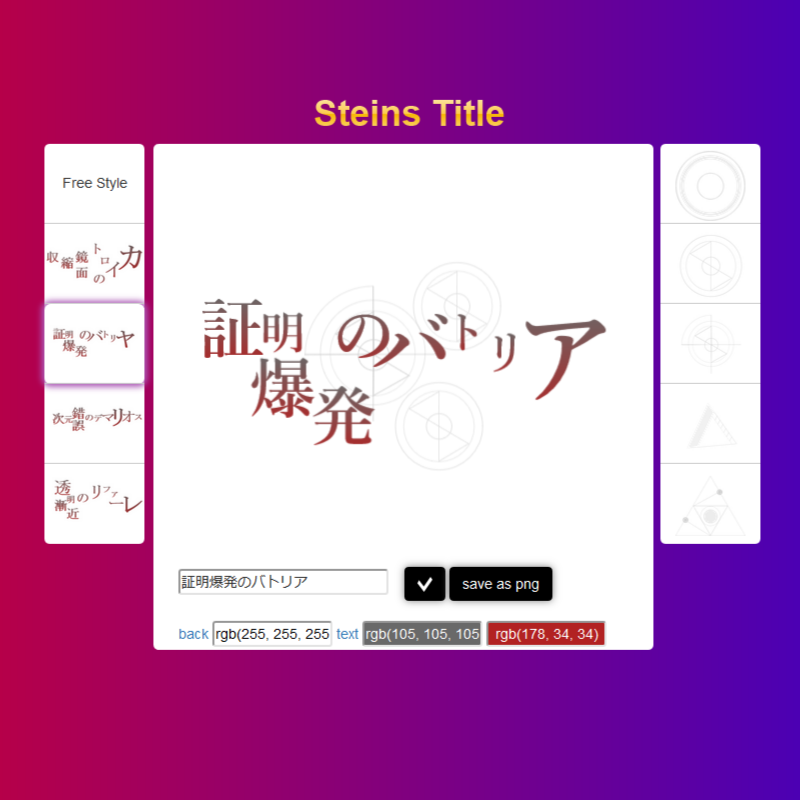 Steins Title
Free Style
収縮鏡面のトロイカ
証明爆発のバトリヤ
次元錯誤のデマリオス
透明漸近のリファーレ
証明爆発のバトリア
証明爆発のバトリア
save as png
back rgb(255, 255, 255 text rgb(105, 105, 105 rgb(178, 34, 34)